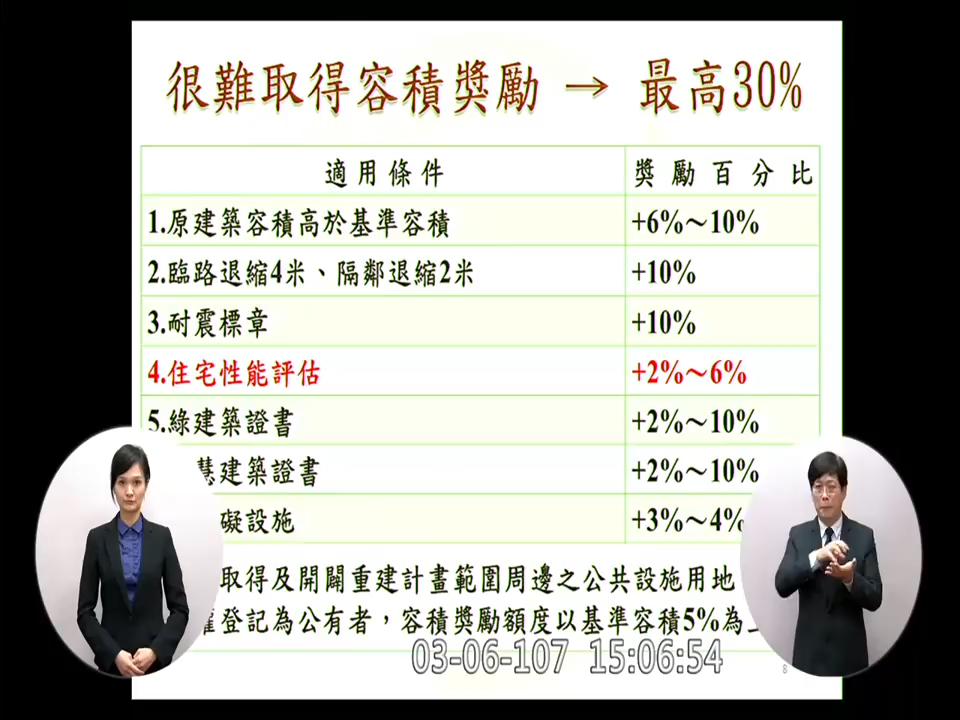 很難取得容積獎勵 → 最高30%
適用條件 獎勵百分比
1.原建築容積高於基準容積 +6%～10%
2.臨路退縮4米、隔鄰退縮2米 +10%
3.耐震標章 +10%
4.住宅性能評估 +2%～6%
5.綠建築證書 +2%～10%
慧建築證書 +2%～10%
礙設施 +3%～4%
取得及開闢重建計畫範圍周邊之公共設施用地
登記為公有者，容積獎勵額度以基準容積5%為
03-06-107 15:06:54
8